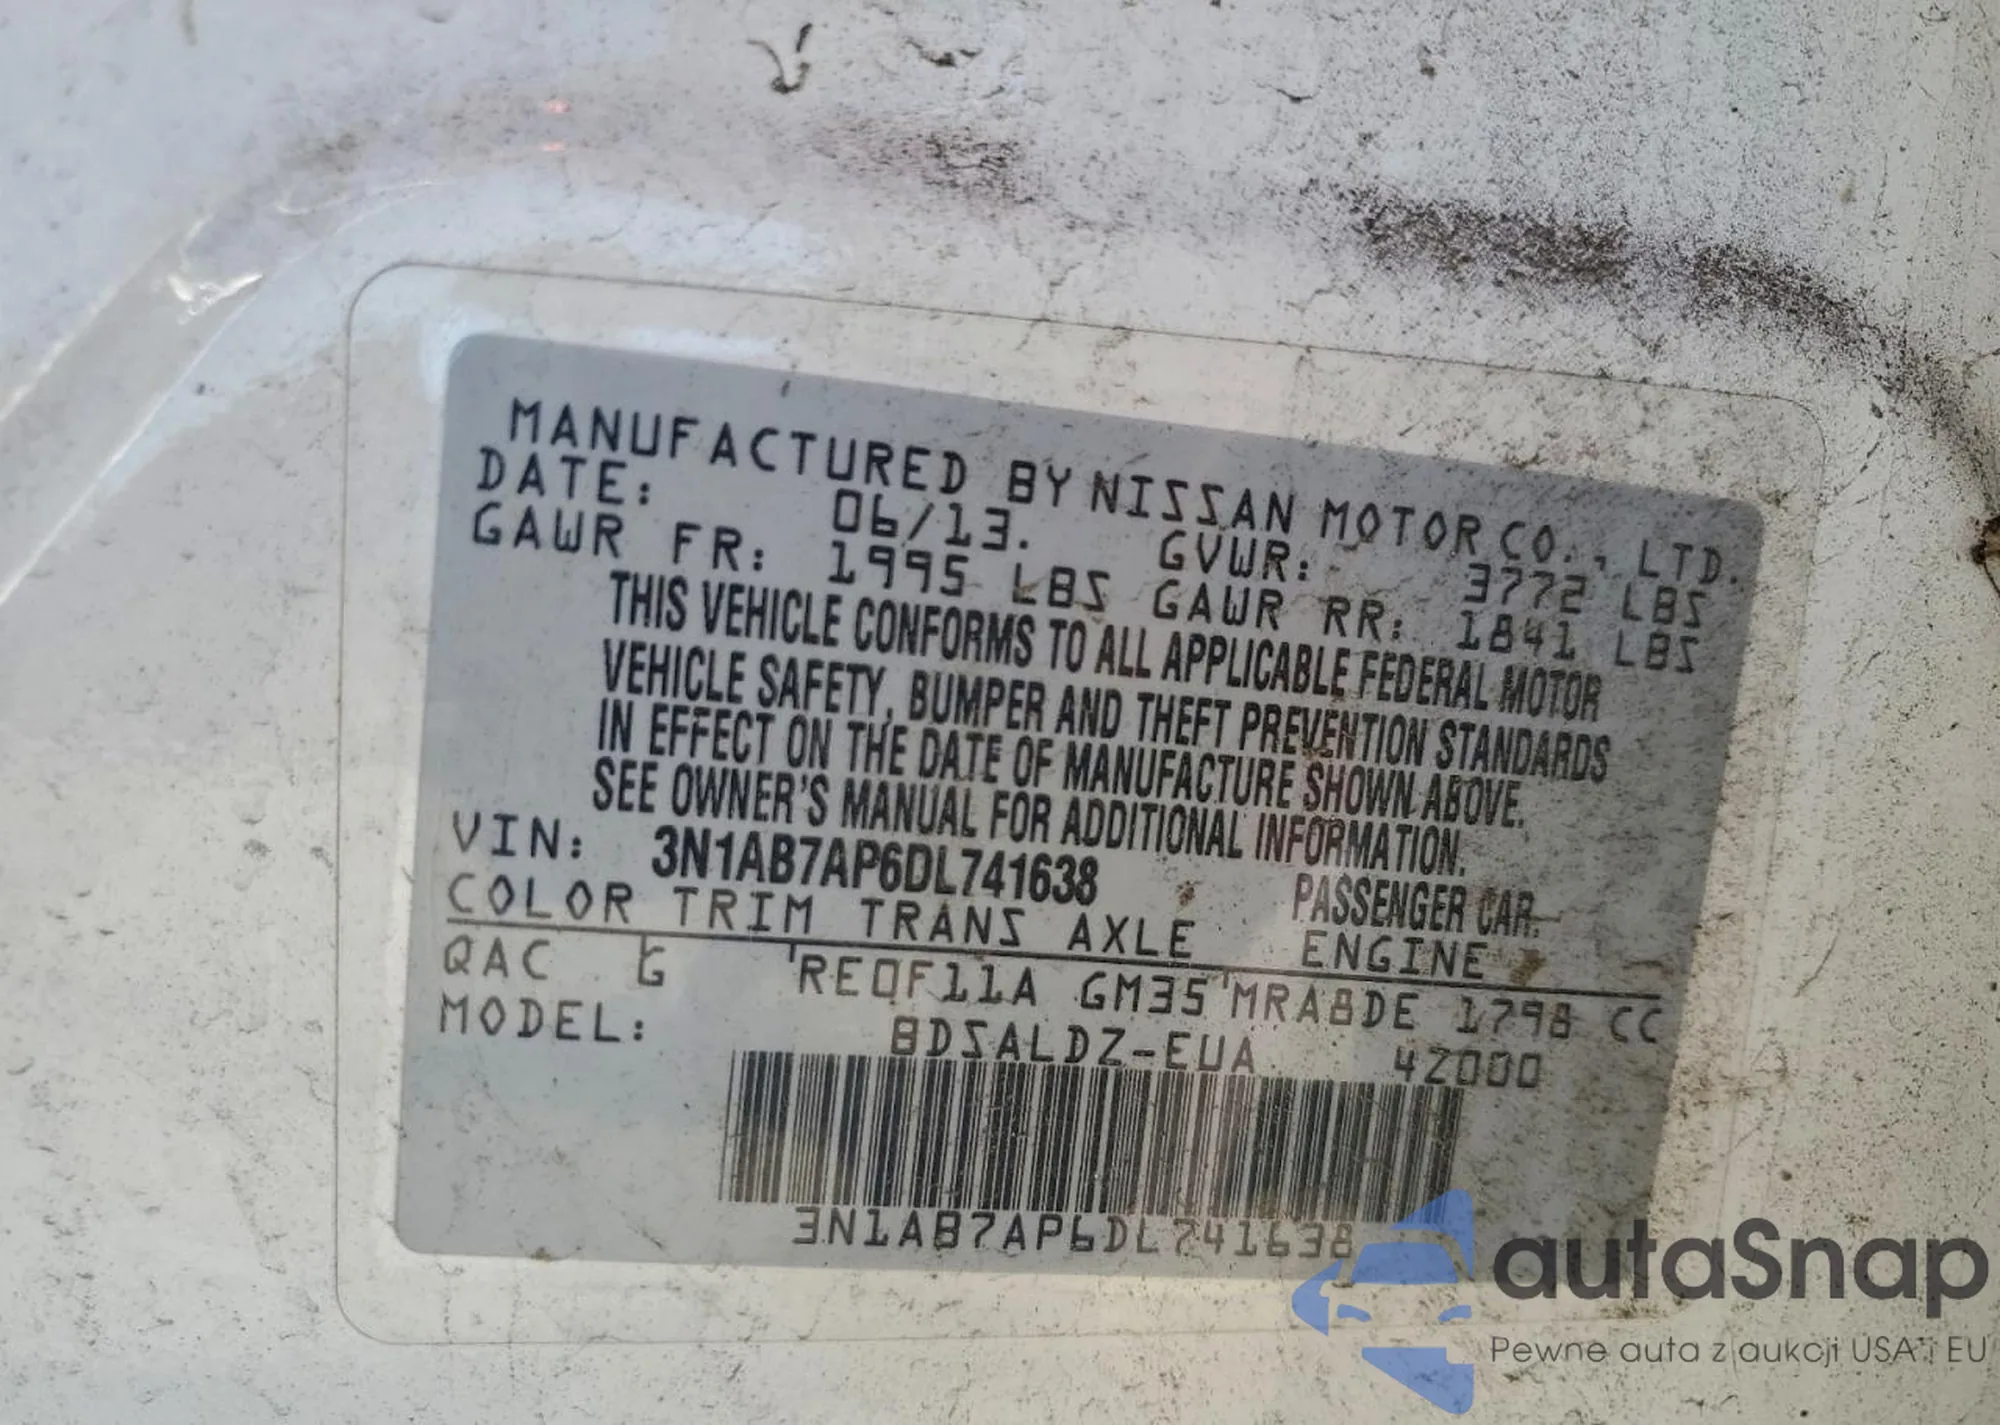 MANUFACTURED BY NISSAN MOTOR CO., LTD.
DATE: 06/13. GVWR: 3772 LBS
GAWR FR: 1995 LBS GAWR RR: 1841 LBS
THIS VEHICLE CONFORMS TO ALL APPLICABLE FEDERAL MOTOR
VEHICLE SAFETY, BUMPER AND THEFT PREVENTION STANDARDS
IN EFFECT ON THE DATE OF MANUFACTURE SHOWN ABOVE.
SEE OWNER'S MANUAL FOR ADDITIONAL INFORMATION.
VIN: 3N1AB7AP6DL741638 PASSENGER CAR
COLOR TRIM TRANS AXLE ENGINE
QAC G RE0F11A GM35 MRA8DE 1798 CC
MODEL: BDSALDZ-EUA 4Z000
3N1AB7AP6DL741638
autaSnap
Pewne auta z aukcji USA i EU